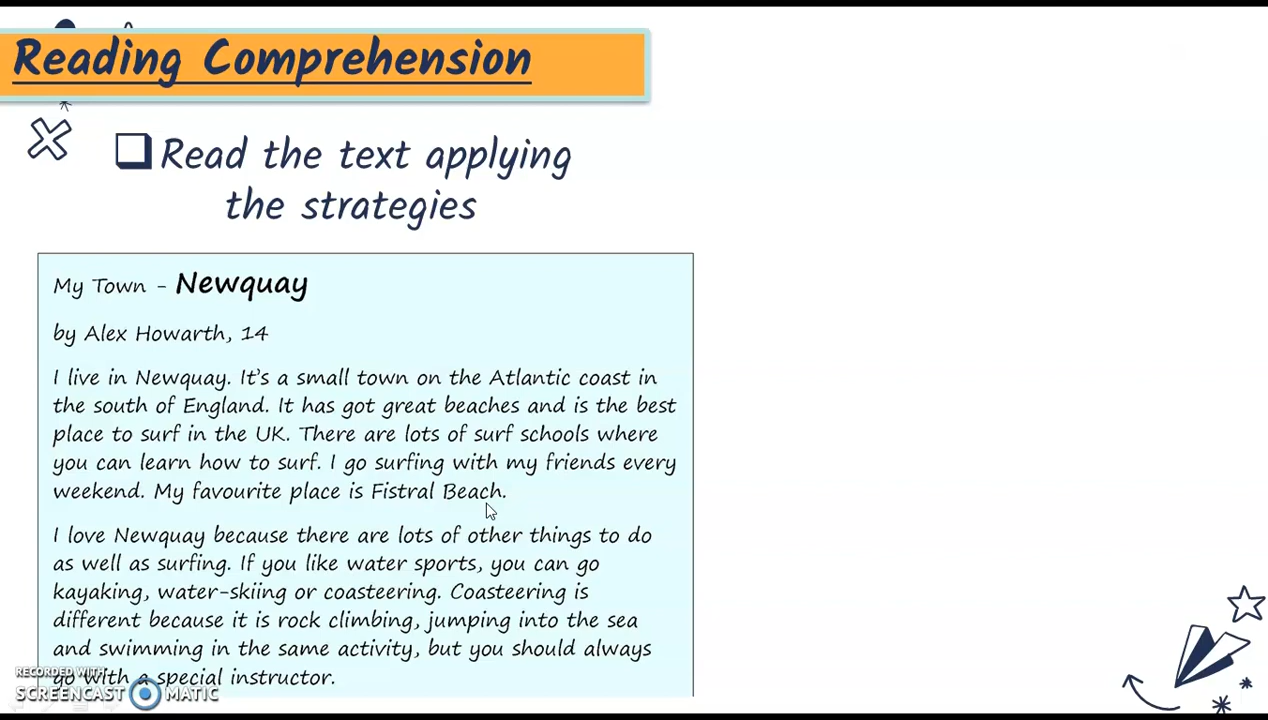 Reading Comprehension
Read the text applying
the strategies
My Town - Newquay
by Alex Howarth, 14
I live in Newquay. It's a small town on the Atlantic coast in
the south of England. It has got great beaches and is the best
place to surf in the UK. There are lots of surf schools where
you can learn how to surf. I go surfing with my friends every
weekend. My favourite place is Fistral Beach.
I love Newquay because there are lots of other things to do
as well as surfing. If you like water sports, you can go
kayaking, water-skiing or coasteering. Coasteering is
different because it is rock climbing, jumping into the sea
and swimming in the same activity, but you should always
go with a special instructor.
RECORDED WITH
SCREENCAST MATIC